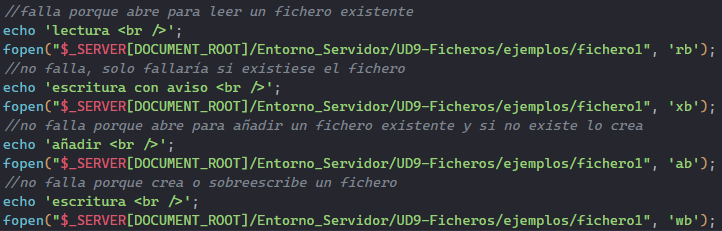 //falla porque abre para leer un fichero existente
echo 'lectura <br />';
fopen("$_SERVER[DOCUMENT_ROOT]/Entorno_Servidor/UD9-Ficheros/ejemplos/fichero1", 'rb');
//no falla, solo fallaría si existiese el fichero
echo 'escritura con aviso <br />';
fopen("$_SERVER[DOCUMENT_ROOT]/Entorno_Servidor/UD9-Ficheros/ejemplos/fichero1", 'xb');
//no falla porque abre para añadir un fichero existente y si no existe lo crea
echo 'añadir <br />';
fopen("$_SERVER[DOCUMENT_ROOT]/Entorno_Servidor/UD9-Ficheros/ejemplos/fichero1", 'ab');
//no falla porque crea o sobreescribe un fichero
echo 'escritura <br />';
fopen("$_SERVER[DOCUMENT_ROOT]/Entorno_Servidor/UD9-Ficheros/ejemplos/fichero1", 'wb');